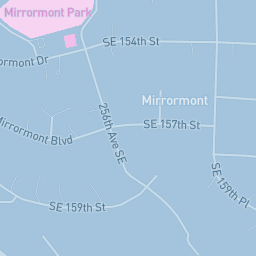 Mirrormont Park
SE 154th St
ormont Dr
Mirrormont
256th Ave SE
SE 157th St
Mirrormont Blvd
SE 159th Pl
SE 159th St